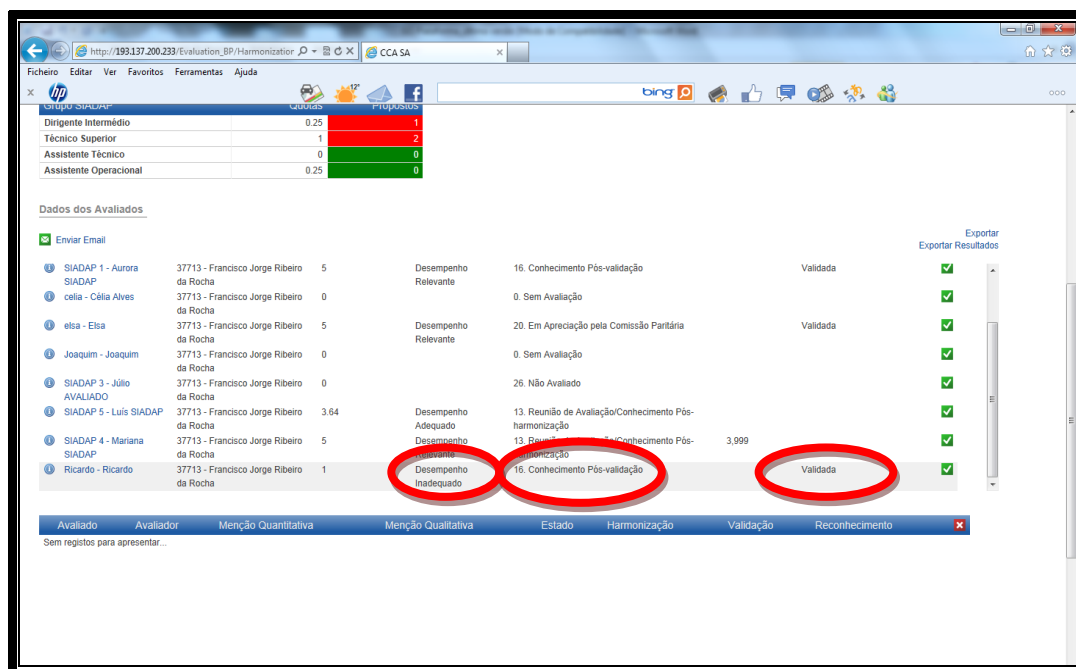 http://193.137.200.233/Evaluation_BP/Harmonization
CCA SA
Ficheiro Editar Ver Favoritos Ferramentas Ajuda
hp
12°
bing
Grupo SIADAP Quotas Propostos
Dirigente Intermédio 0.25 1
Técnico Superior 1 2
Assistente Técnico 0 0
Assistente Operacional 0.25 0
Dados dos Avaliados
Enviar Email
Exportar
Exportar Resultados
SIADAP 1 - Aurora 37713 - Francisco Jorge Ribeiro 5 Desempenho 16. Conhecimento Pós-validação Validada
SIADAP da Rocha Relevante
celia - Célia Alves 37713 - Francisco Jorge Ribeiro 0 0. Sem Avaliação
da Rocha
elsa - Elsa 37713 - Francisco Jorge Ribeiro 5 Desempenho 20. Em Apreciação pela Comissão Paritária Validada
da Rocha Relevante
Joaquim - Joaquim 37713 - Francisco Jorge Ribeiro 0 0. Sem Avaliação
da Rocha
SIADAP 3 - Júlio 37713 - Francisco Jorge Ribeiro 0 26. Não Avaliado
AVALIADO da Rocha
SIADAP 5 - Luís SIADAP 37713 - Francisco Jorge Ribeiro 3.64 Desempenho 13. Reunião de Avaliação/Conhecimento Pós-
da Rocha Adequado harmonização
SIADAP 4 - Mariana 37713 - Francisco Jorge Ribeiro 5 Desempenho 13. Reunião de Avaliação/Conhecimento Pós- 3,999
SIADAP da Rocha Relevante harmonização
Ricardo - Ricardo 37713 - Francisco Jorge Ribeiro 1 Desempenho 16. Conhecimento Pós-validação Validada
da Rocha Inadequado
Avaliado Avaliador Menção Quantitativa Menção Qualitativa Estado Harmonização Validação Reconhecimento
Sem registos para apresentar...